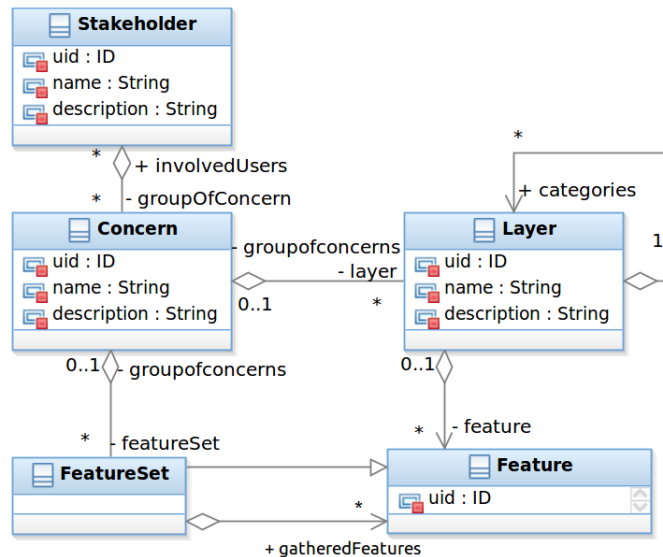 Stakeholder
uid : ID
name : String
description : String
*
+ involvedUsers
*
- groupOfConcern
*
+ categories
Concern
uid : ID
name : String
description : String
- groupofconcerns
- layer
0..1
*
Layer
uid : ID
name : String
description : String
1
0..1
- groupofconcerns
0..1
*
- featureSet
*
- feature
FeatureSet
Feature
uid : ID
*
+ gatheredFeatures